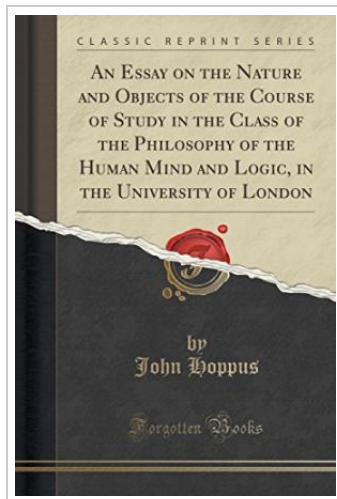 CLASSIC REPRINT SERIES
AN ESSAY ON THE NATURE
AND OBJECTS OF THE COURSE
OF STUDY IN THE CLASS OF
THE PHILOSOPHY OF THE
HUMAN MIND AND LOGIC, IN
THE UNIVERSITY OF LONDON
by
John Hoppus
Forgotten Books